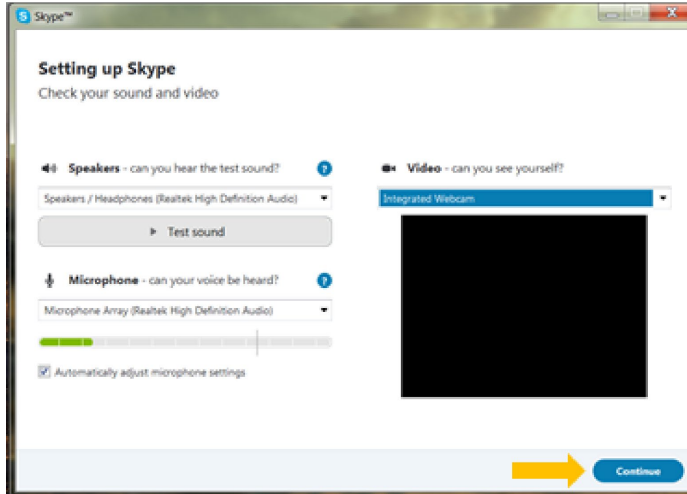 Skype™
Setting up Skype
Check your sound and video
Speakers - can you hear the test sound?
Speakers / Headphones (Realtek High Definition Audio)
Test sound
Microphone - can your voice be heard?
Microphone Array (Realtek High Definition Audio)
Automatically adjust microphone settings
Video - can you see yourself?
Integrated Webcam
Continue